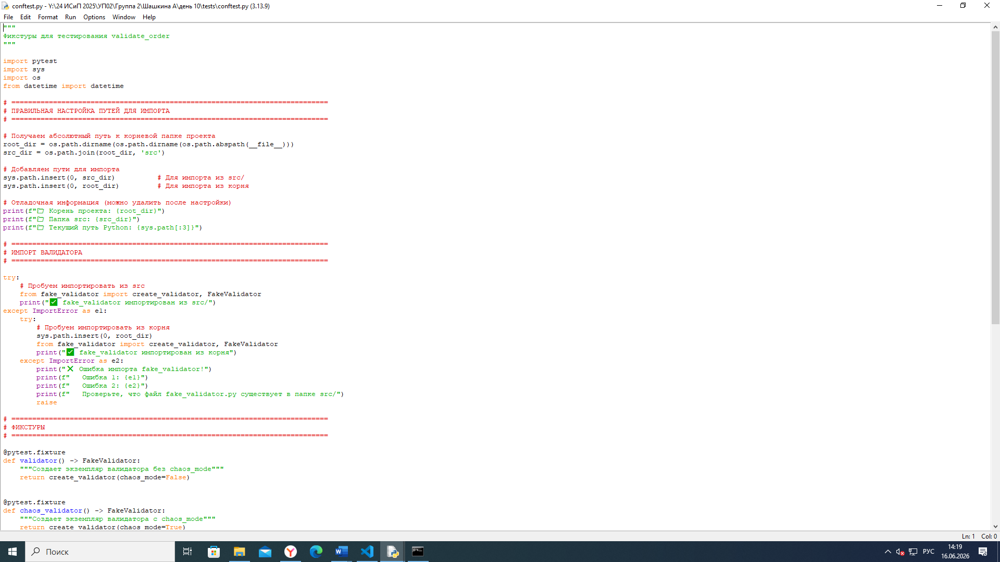 conftest.py - Y:\24 ИСиП 2025\УП02\Группа 2\Шашкина А\день 10\tests\conftest.py (3.13.9)
File Edit Format Run Options Window Help
"""
Фикстуры для тестирования validate_order
"""
import pytest
import sys
import os
from datetime import datetime
# ============================================================================
# ПРАВИЛЬНАЯ НАСТРОЙКА ПУТЕЙ ДЛЯ ИМПОРТА
# ============================================================================
# Получаем абсолютный путь к корневой папке проекта
root_dir = os.path.dirname(os.path.dirname(os.path.abspath(__file__)))
src_dir = os.path.join(root_dir, 'src')
# Добавляем пути для импорта
sys.path.insert(0, src_dir)          # Для импорта из src/
sys.path.insert(0, root_dir)         # Для импорта из корня
# Отладочная информация (можно удалить после настройки)
print(f"📁 Корень проекта: {root_dir}")
print(f"📁 Папка src: {src_dir}")
print(f"📁 Текущий путь Python: {sys.path[:3]}")
# ============================================================================
# ИМПОРТ ВАЛИДАТОРА
# ============================================================================
try:
    # Пробуем импортировать из src
    from fake_validator import create_validator, FakeValidator
    print("✅ fake_validator импортирован из src/")
except ImportError as e1:
    try:
        # Пробуем импортировать из корня
        sys.path.insert(0, root_dir)
        from fake_validator import create_validator, FakeValidator
        print("✅ fake_validator импортирован из корня")
    except ImportError as e2:
        print("❌ Ошибка импорта fake_validator!")
        print(f"   Ошибка 1: {e1}")
        print(f"   Ошибка 2: {e2}")
        print(f"   Проверьте, что файл fake_validator.py существует в папке src/")
        raise
# ============================================================================
# ФИКСТУРЫ
# ============================================================================
@pytest.fixture
def validator() -> FakeValidator:
    """Создает экземпляр валидатора без chaos_mode"""
    return create_validator(chaos_mode=False)
@pytest.fixture
def chaos_validator() -> FakeValidator:
    """Создает экземпляр валидатора с chaos_mode"""
    return create_validator(chaos_mode=True)
Ln: 1 Col: 0
Поиск
РУС
14:19
16.06.2026